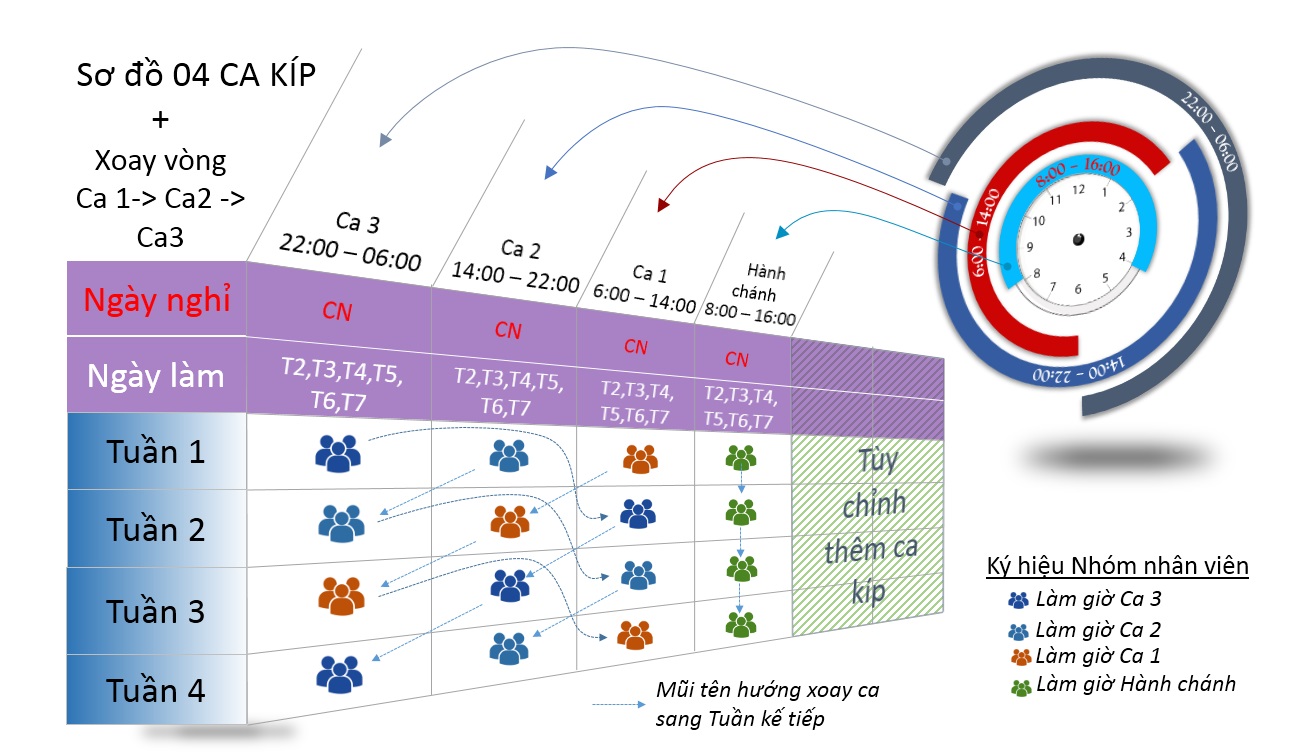 Sơ đồ 04 CA KÍP
+
Xoay vòng
Ca 1-> Ca2 ->
Ca3
Ca 3
22:00 – 06:00
Ca 2
14:00 – 22:00
Ca 1
6:00 – 14:00
Hành
chánh
8:00 – 16:00
Ngày nghỉ
CN
CN
CN
CN
Ngày làm
T2,T3,T4,T5,
T6,T7
T2,T3,T4,T5,
T6,T7
T2,T3,T4,
T5,T6,T7
T2,T3,T4,
T5,T6,T7
Tuần 1
Tuần 2
Tuần 3
Tuần 4
Tùy
chỉnh
thêm ca
kíp
22:00 – 06:00
14:00 – 22:00
6:00 - 14:00
8:00 – 16:00
12
1
2
3
4
5
6
7
8
9
10
11
Ký hiệu Nhóm nhân viên
Làm giờ Ca 3
Làm giờ Ca 2
Làm giờ Ca 1
Làm giờ Hành chánh
Mũi tên hướng xoay ca
sang Tuần kế tiếp